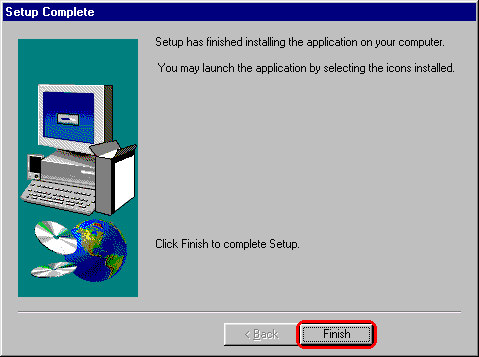 Setup Complete
Setup has finished installing the application on your computer.
You may launch the application by selecting the icons installed.
Click Finish to complete Setup.
< Back
Finish